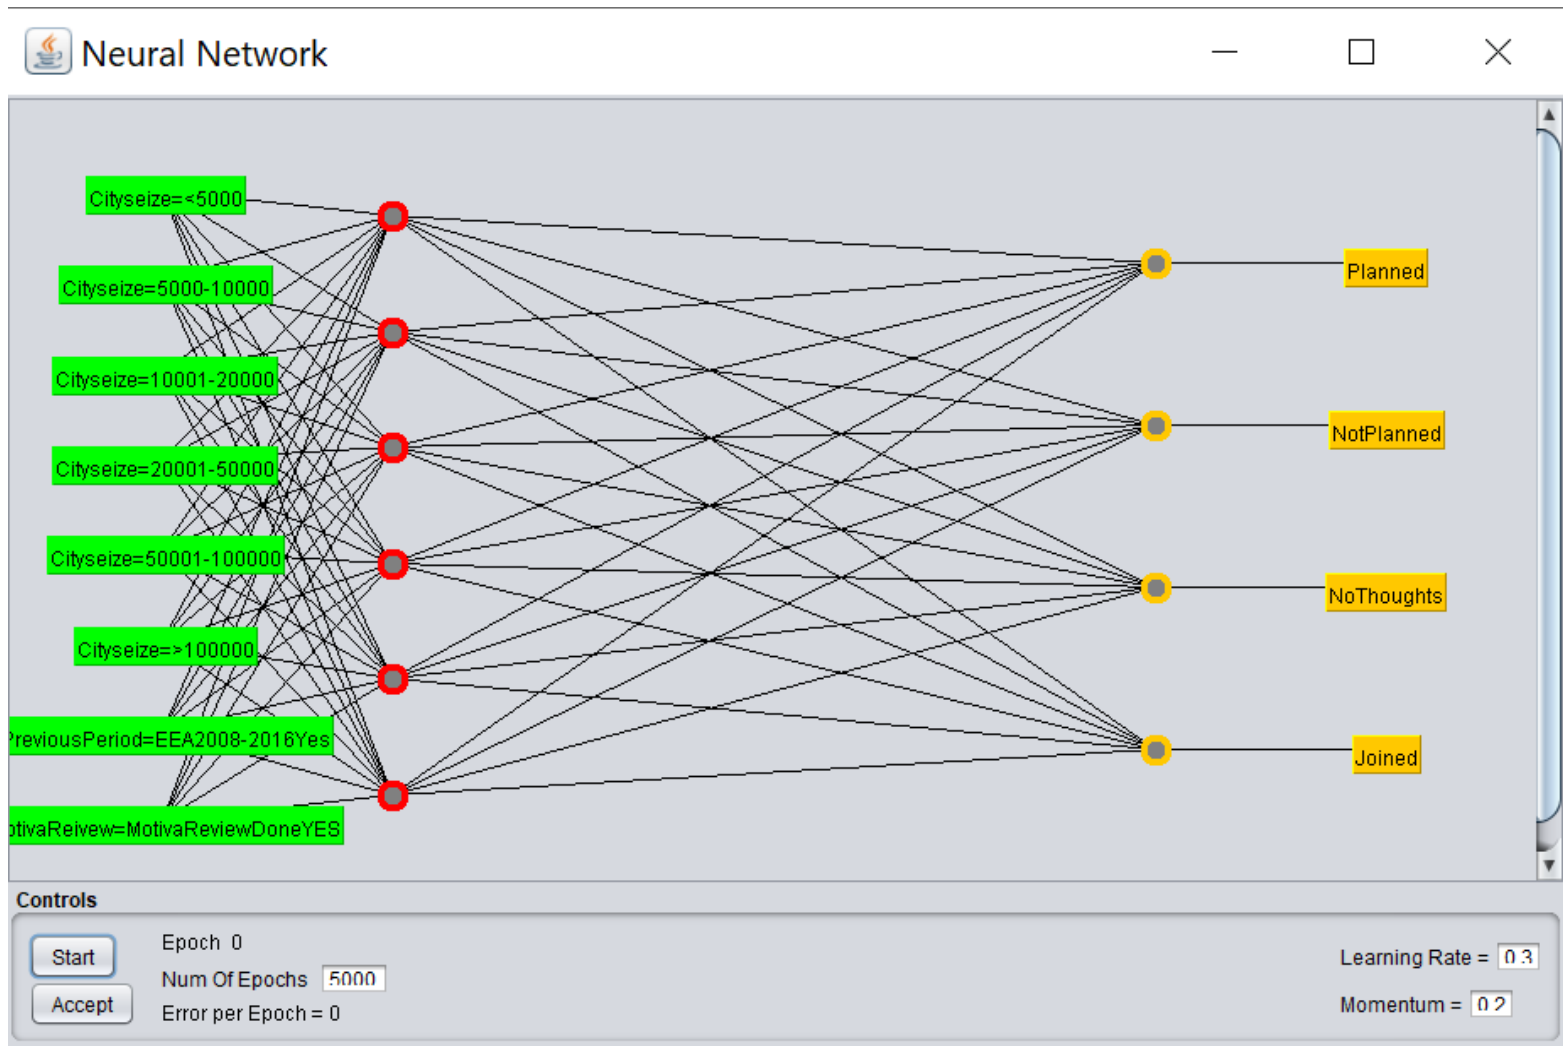 Neural Network
Cityseize=<5000
Cityseize=5000-10000
Cityseize=10001-20000
Cityseize=20001-50000
Cityseize=50001-100000
Cityseize=>100000
PreviousPeriod=EEA2008-2016Yes
otivaReivew=MotivaReviewDoneYES
Planned
NotPlanned
NoThoughts
Joined
Controls
Start
Accept
Epoch 0
Num Of Epochs 5000
Error per Epoch = 0
Learning Rate = 0.3
Momentum = 0.2